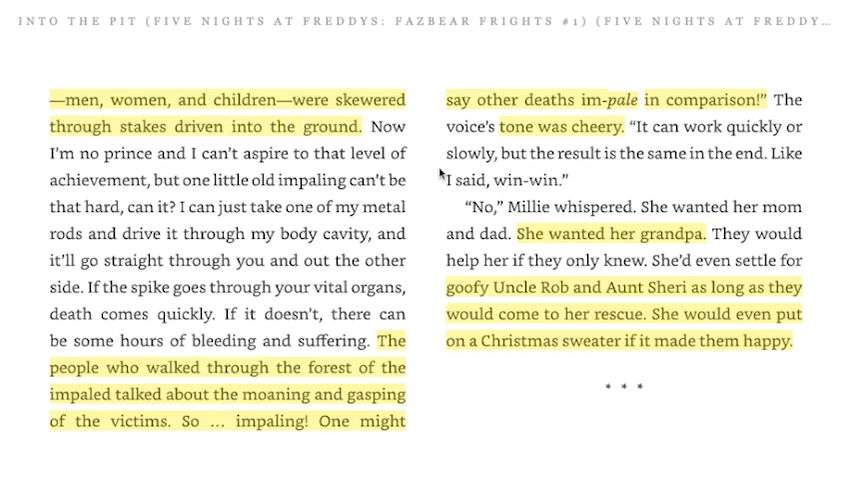 INTO THE PIT (FIVE NIGHTS AT FREDDYS: FAZBEAR FRIGHTS #1) (FIVE NIGHTS AT FREDDY...
—men, women, and children—were skewered
through stakes driven into the ground. Now
I'm no prince and I can't aspire to that level of
achievement, but one little old impaling can't be
that hard, can it? I can just take one of my metal
rods and drive it through my body cavity, and
it'll go straight through you and out the other
side. If the spike goes through your vital organs,
death comes quickly. If it doesn't, there can
be some hours of bleeding and suffering. The
people who walked through the forest of the
impaled talked about the moaning and gasping
of the victims. So ... impaling! One might
say other deaths im-pale in comparison!" The
voice's tone was cheery. "It can work quickly or
slowly, but the result is the same in the end. Like
I said, win-win."
"No," Millie whispered. She wanted her mom
and dad. She wanted her grandpa. They would
help her if they only knew. She'd even settle for
goofy Uncle Rob and Aunt Sheri as long as they
would come to her rescue. She would even put
on a Christmas sweater if it made them happy.
* * *